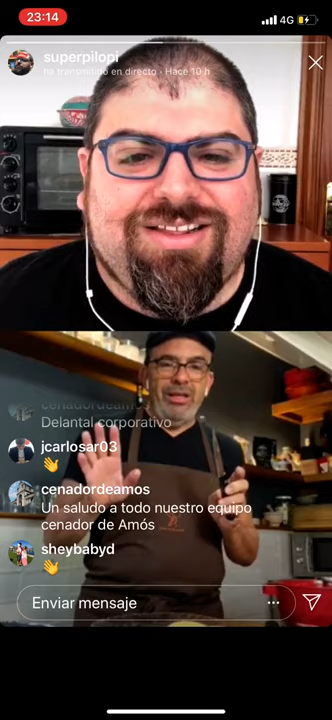 23:14
4G
superpilopi
ha transmitido en directo · Hace 10 h
cenadordeamos
Delantal corporativo
jcarlosar03
👋
cenadordeamos
Un saludo a todo nuestro equipo
cenador de Amós
sheybabyd
👋
Enviar mensaje